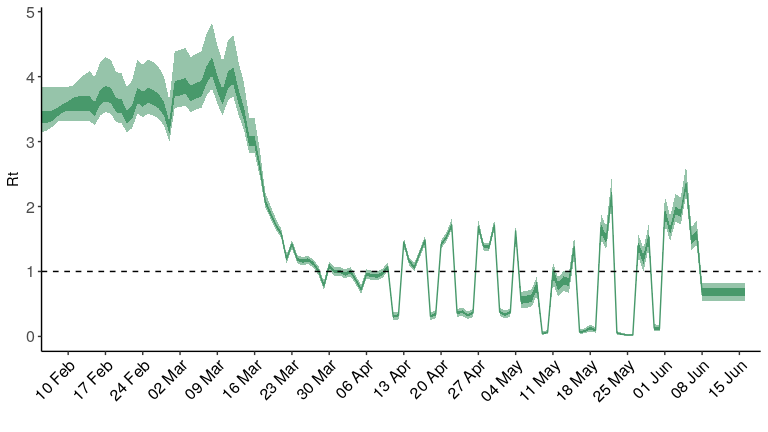 5
4
3
2
1
0
Rt
10 Feb
17 Feb
24 Feb
02 Mar
09 Mar
16 Mar
23 Mar
30 Mar
06 Apr
13 Apr
20 Apr
27 Apr
04 May
11 May
18 May
25 May
01 Jun
08 Jun
15 Jun